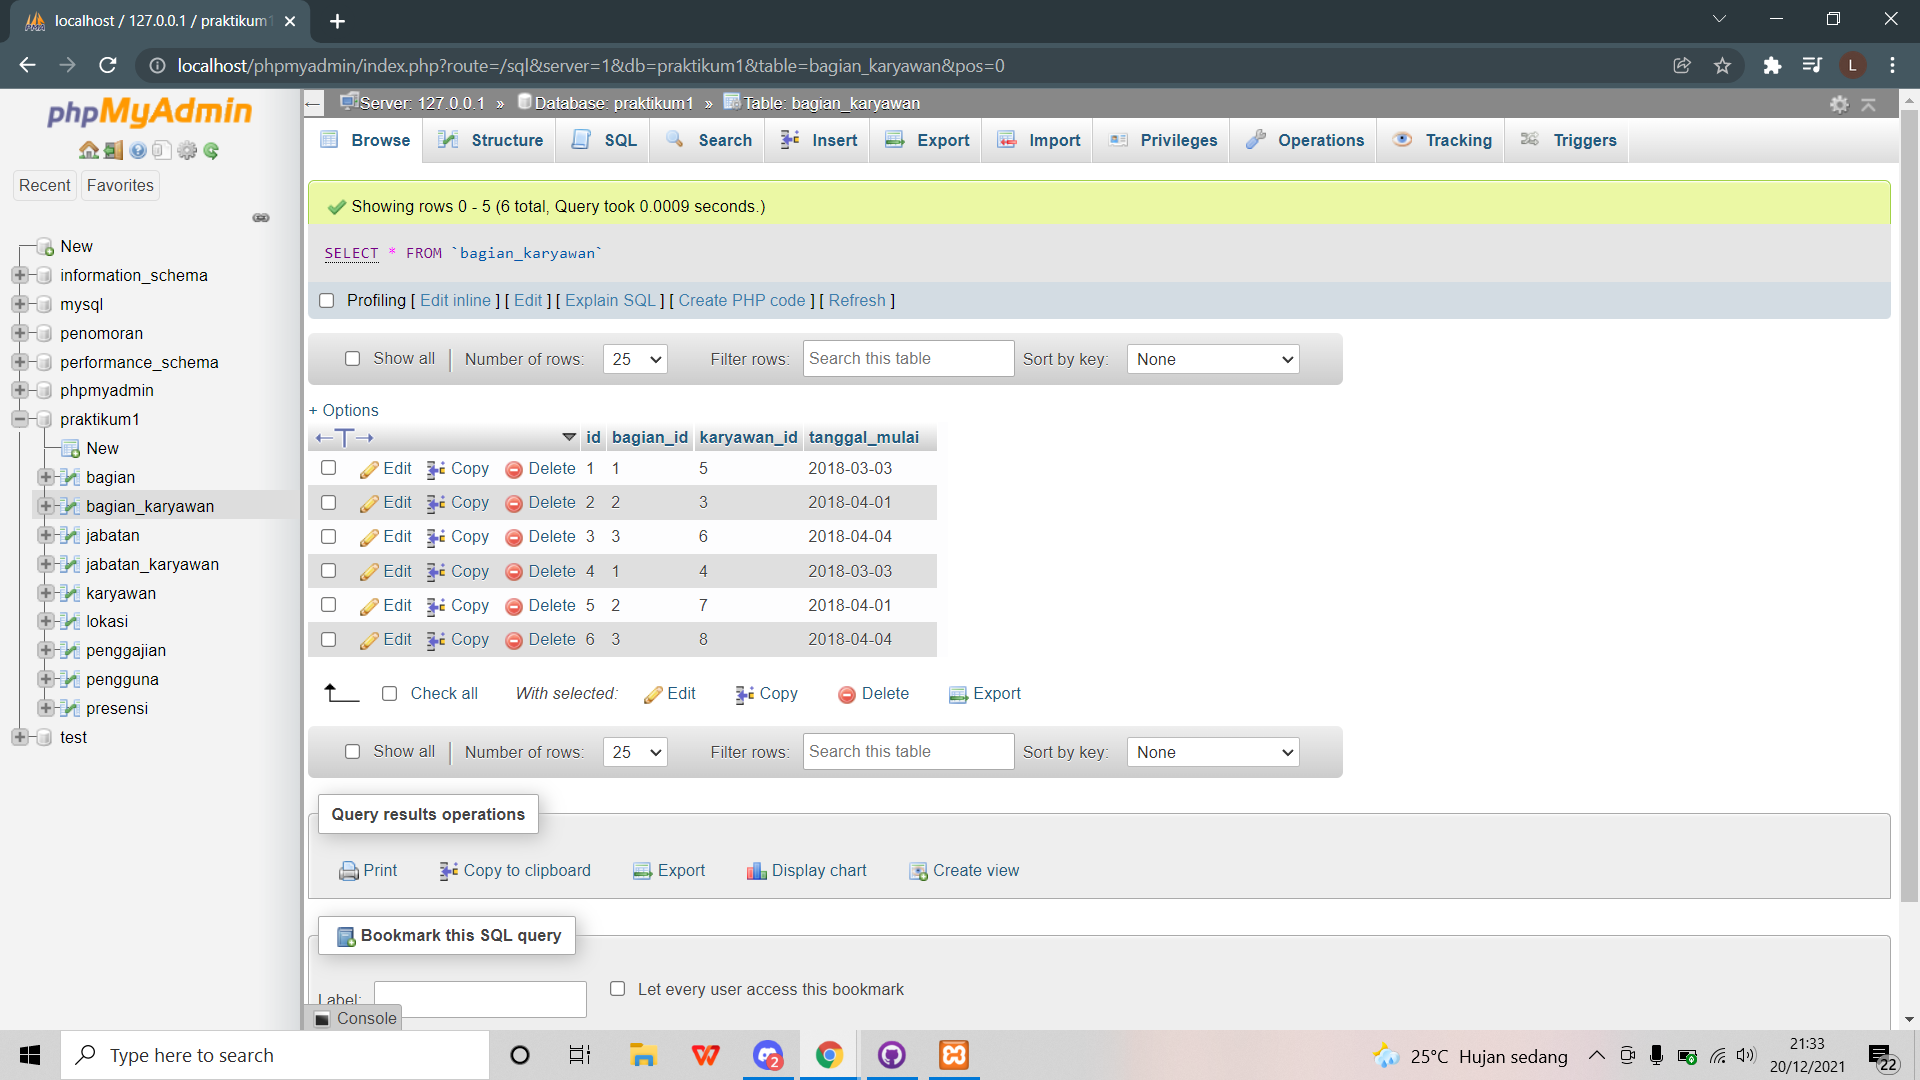 localhost / 127.0.0.1 / praktikum1
localhost/phpmyadmin/index.php?route=/sql&server=1&db=praktikum1&table=bagian_karyawan&pos=0
L
phpMyAdmin
Recent Favorites
New
information_schema
mysql
penomoran
performance_schema
phpmyadmin
praktikum1
New
bagian
bagian_karyawan
jabatan
jabatan_karyawan
karyawan
lokasi
penggajian
pengguna
presensi
test
Server: 127.0.0.1 » Database: praktikum1 » Table: bagian_karyawan
Browse Structure SQL Search Insert Export Import Privileges Operations Tracking Triggers
Showing rows 0 - 5 (6 total, Query took 0.0009 seconds.)
SELECT * FROM `bagian_karyawan`
Profiling [ Edit inline ] [ Edit ] [ Explain SQL ] [ Create PHP code ] [ Refresh ]
Show all Number of rows: 25 Filter rows: Search this table Sort by key: None
+ Options
id bagian_id karyawan_id tanggal_mulai
Edit Copy Delete 1 1 5 2018-03-03
Edit Copy Delete 2 2 3 2018-04-01
Edit Copy Delete 3 3 6 2018-04-04
Edit Copy Delete 4 1 4 2018-03-03
Edit Copy Delete 5 2 7 2018-04-01
Edit Copy Delete 6 3 8 2018-04-04
Check all With selected: Edit Copy Delete Export
Show all Number of rows: 25 Filter rows: Search this table Sort by key: None
Query results operations
Print Copy to clipboard Export Display chart Create view
Bookmark this SQL query
Label: Let every user access this bookmark
Console
Type here to search
2
25°C Hujan sedang
21:33
20/12/2021
22